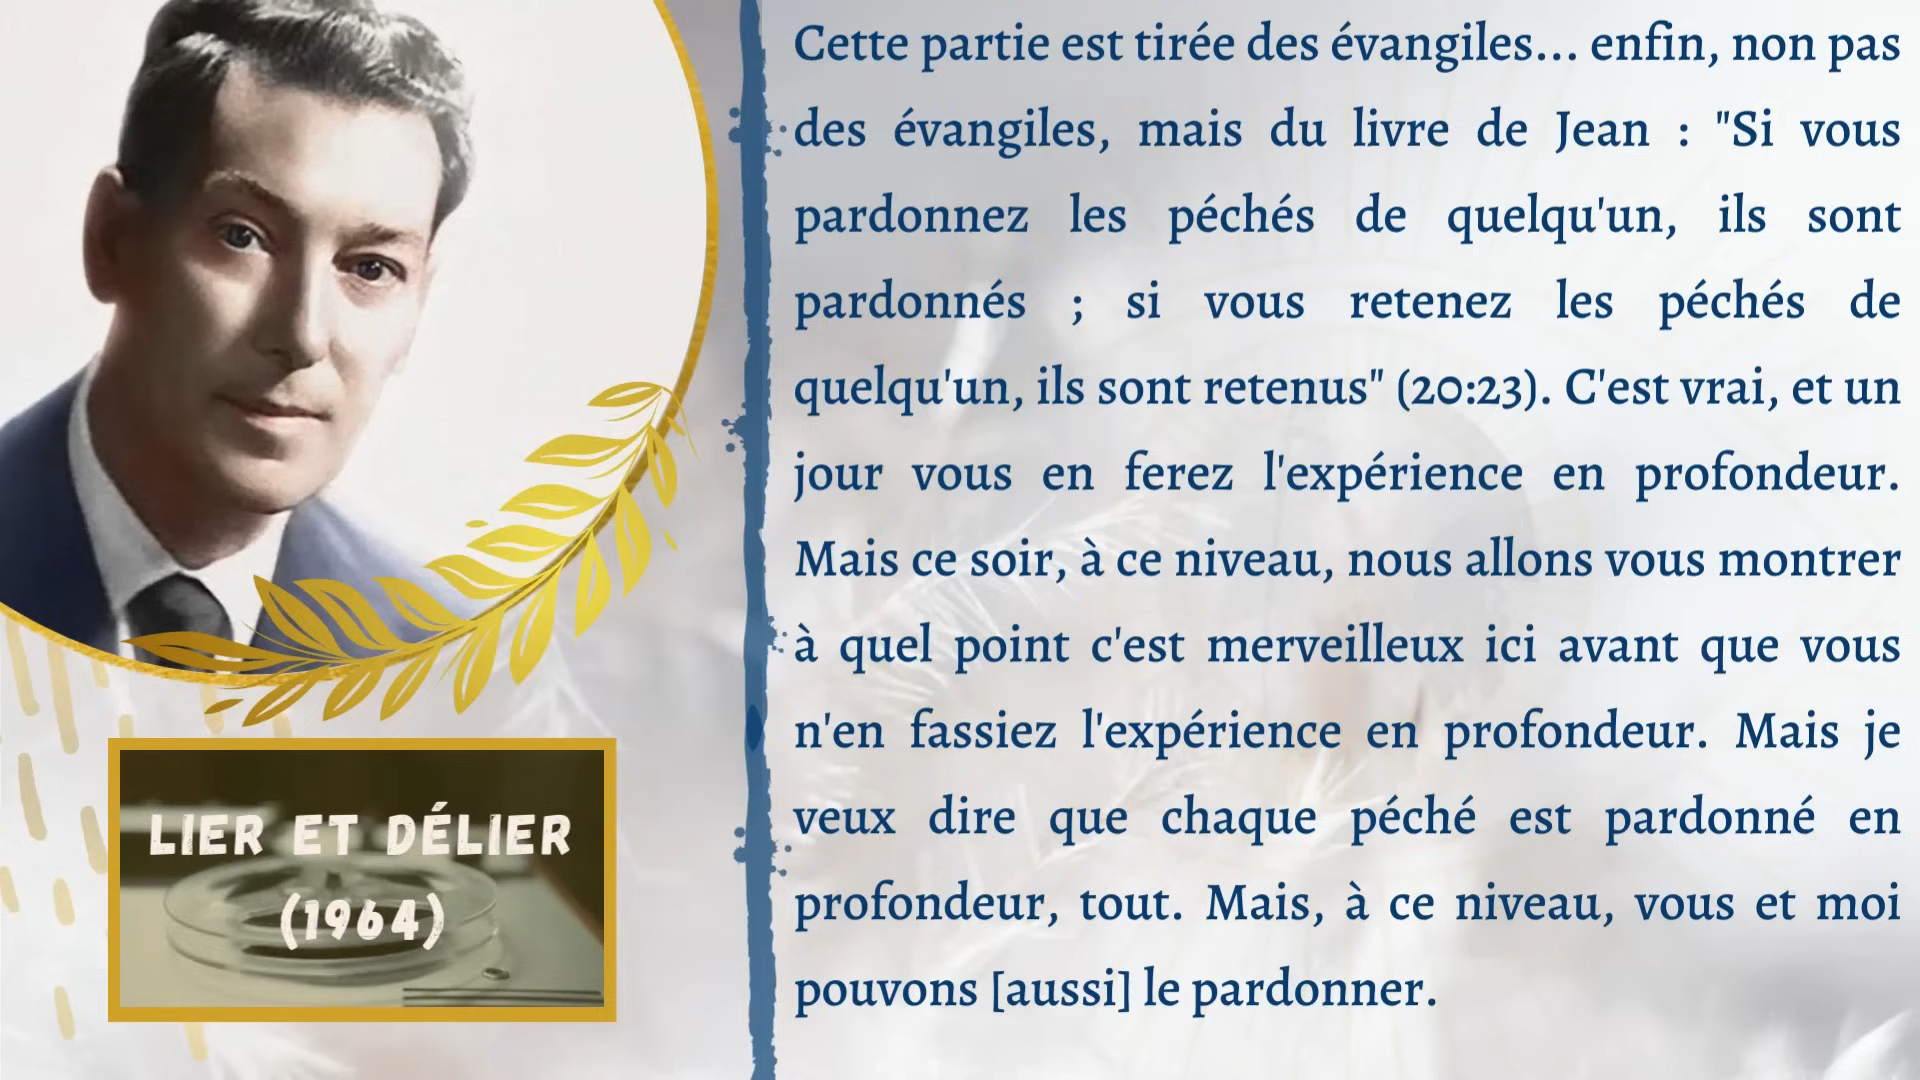 Cette partie est tirée des évangiles... enfin, non pas
des évangiles, mais du livre de Jean : "Si vous
pardonnez les péchés de quelqu'un, ils sont
pardonnés ; si vous retenez les péchés de
quelqu'un, ils sont retenus" (20:23). C'est vrai, et un
jour vous en ferez l'expérience en profondeur.
Mais ce soir, à ce niveau, nous allons vous montrer
à quel point c'est merveilleux ici avant que vous
n'en fassiez l'expérience en profondeur. Mais je
veux dire que chaque péché est pardonné en
profondeur, tout. Mais, à ce niveau, vous et moi
pouvons [aussi] le pardonner.
LIER ET DÉLIER
(1964)